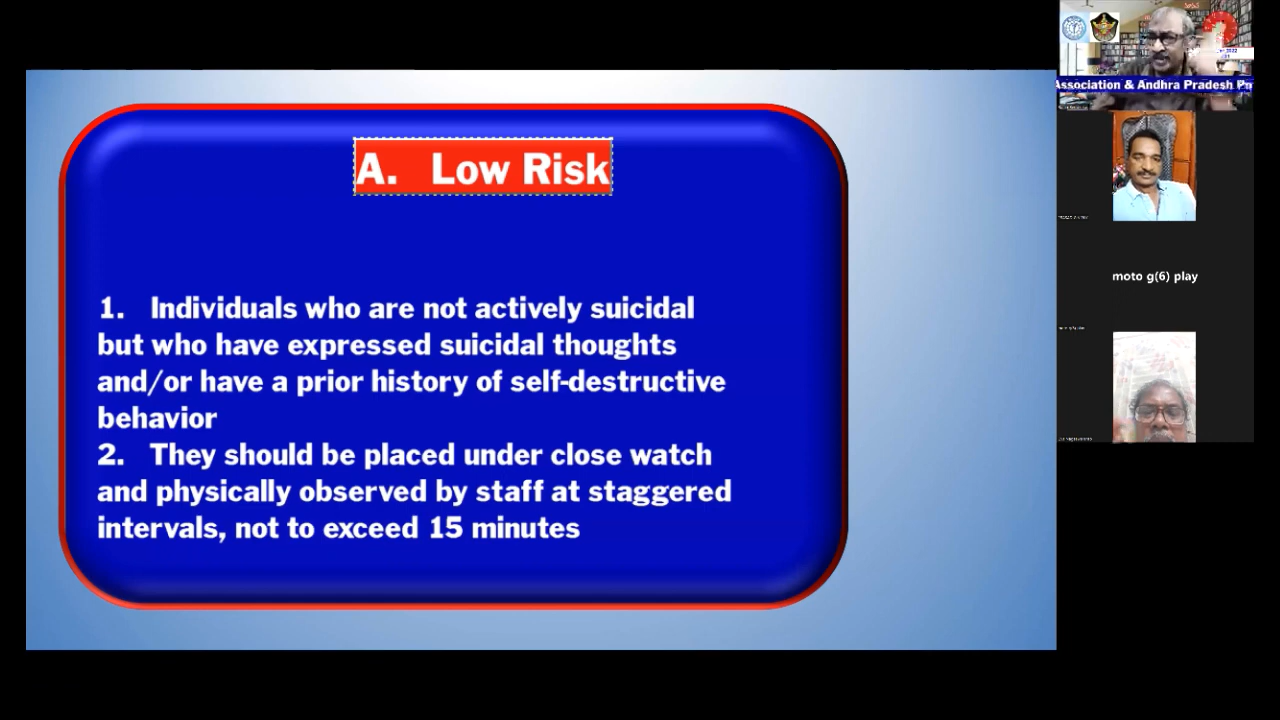 A. Low Risk
1. Individuals who are not actively suicidal
but who have expressed suicidal thoughts
and/or have a prior history of self-destructive
behavior
2. They should be placed under close watch
and physically observed by staff at staggered
intervals, not to exceed 15 minutes
Association & Andhra Pradesh
moto g(6) play